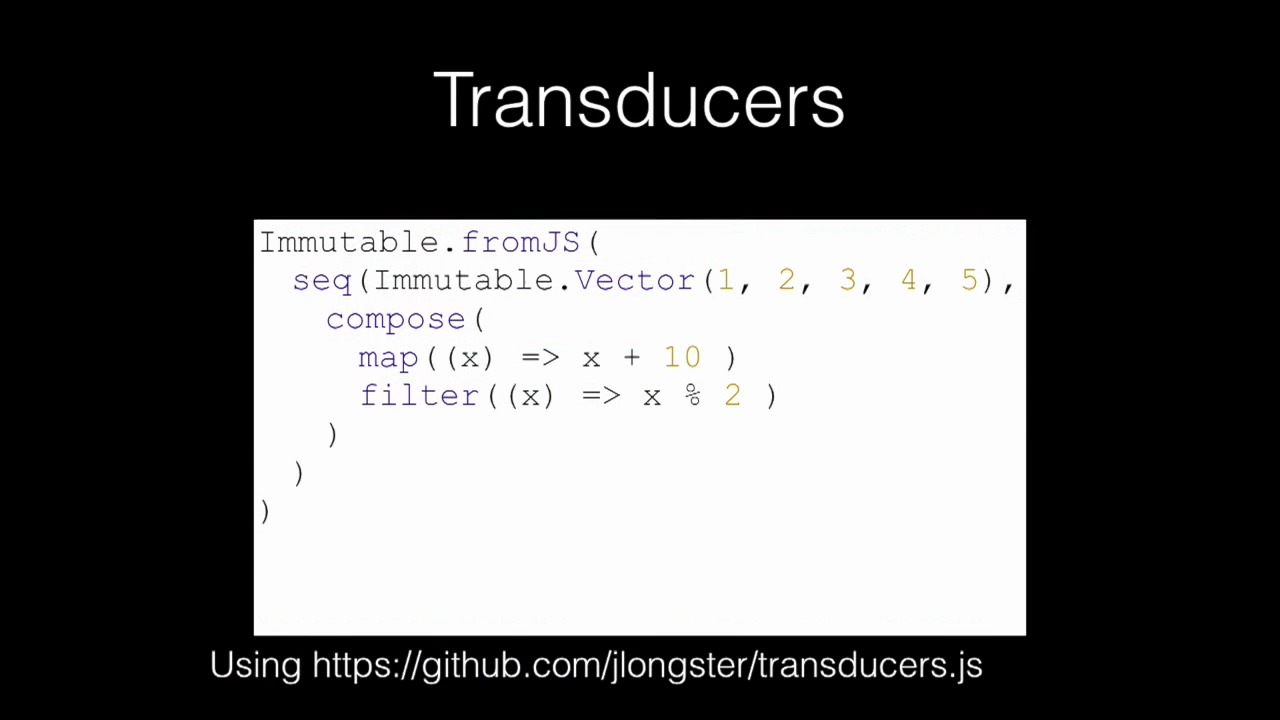 Transducers
Immutable.fromJS(
  seq(Immutable.Vector(1, 2, 3, 4, 5),
    compose(
      map((x) => x + 10 )
      filter((x) => x % 2 )
    )
  )
)
Using https://github.com/jlongster/transducers.js